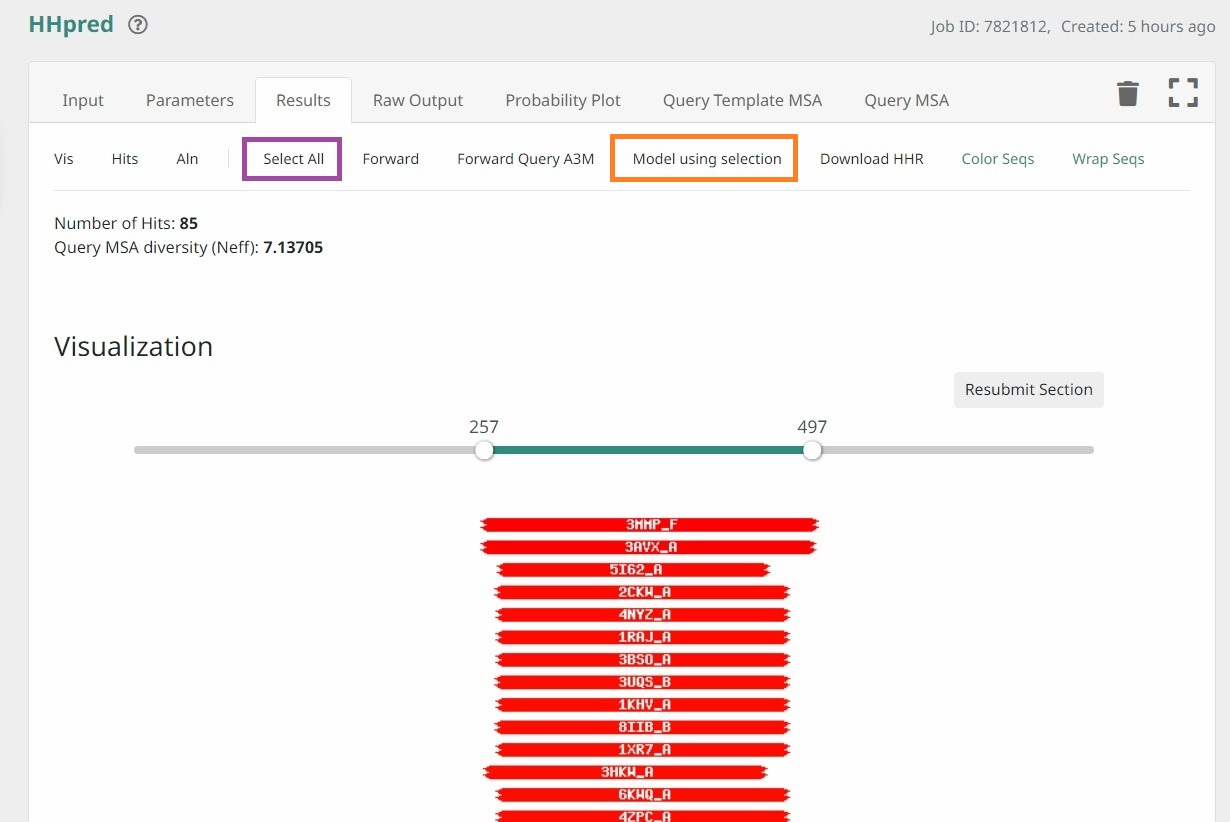 HHpred ?
Job ID: 7821812, Created: 5 hours ago
Input Parameters Results Raw Output Probability Plot Query Template MSA Query MSA
Vis Hits Aln Select All Forward Forward Query A3M Model using selection Download HHR Color Seqs Wrap Seqs
Number of Hits: 85
Query MSA diversity (Neff): 7.13705
Visualization
Resubmit Section
257 497
3MMP_F
3AVX_A
5I62_A
2CKW_A
4NYZ_A
1RAJ_A
3BSO_A
3UQS_B
1KHV_A
8IIB_B
1XR7_A
3HKW_A
6KWQ_A
4ZPC_A